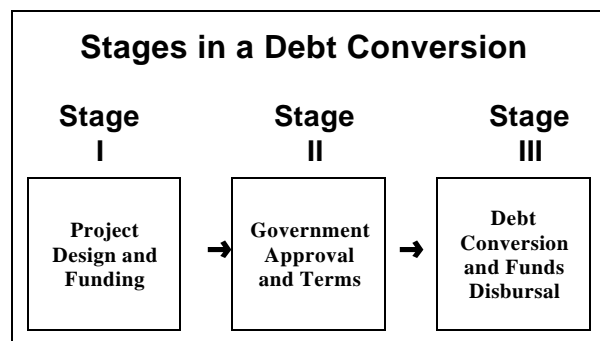 Stages in a Debt Conversion
Stage
I
Stage
II
Stage
III
Project
Design and
Funding
Government
Approval
and Terms
Debt
Conversion
and Funds
Disbursal